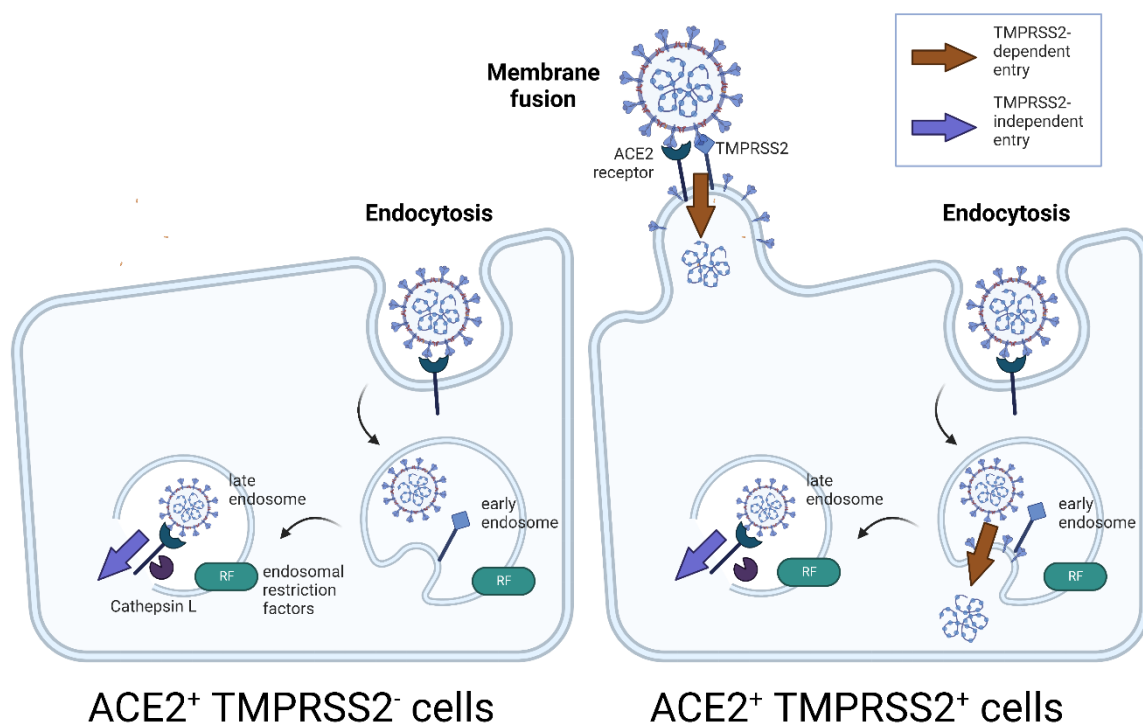 TMPRSS2-
dependent
entry
TMPRSS2-
independent
entry
Membrane
fusion
ACE2
receptor
TMPRSS2
Endocytosis
Endocytosis
late
endosome
early
endosome
RF
endosomal
restriction
factors
Cathepsin L
RF
late
endosome
early
endosome
RF
RF
ACE2⁺ TMPRSS2⁻ cells
ACE2⁺ TMPRSS2⁺ cells